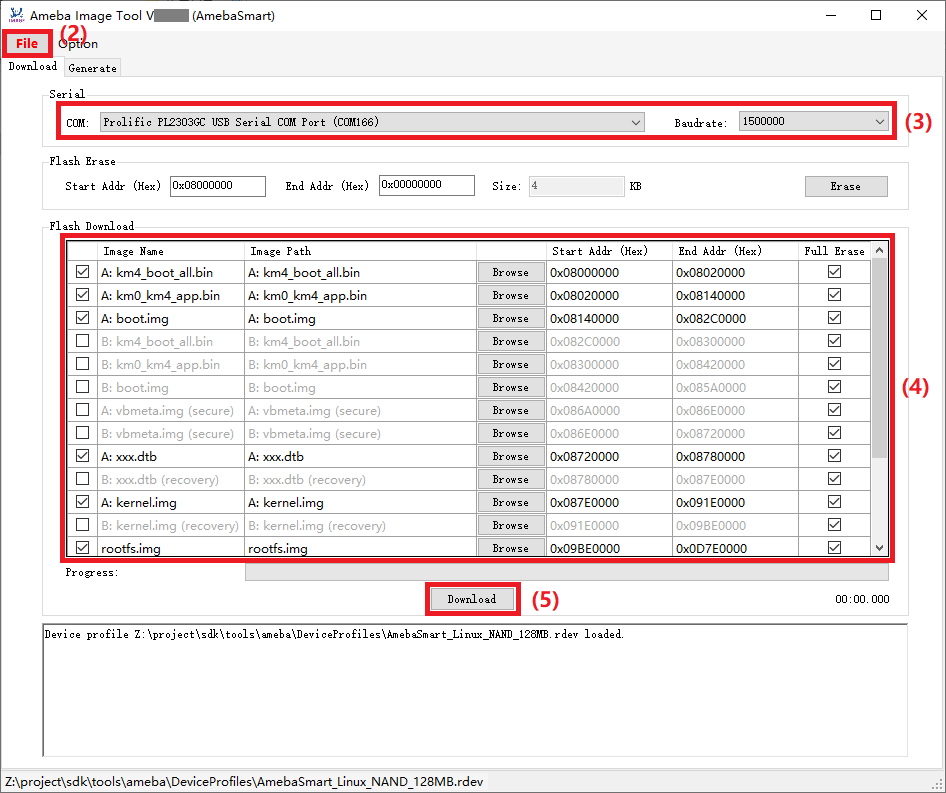 Ameba Image Tool V (AmebaSmart)
(2)
File Option
Download Generate
Serial
COM: Prolific PL2303GC USB Serial COM Port (COM166) Baudrate: 1500000 (3)
Flash Erase
Start Addr (Hex) 0x08000000 End Addr (Hex) 0x00000000 Size: 4 KB Erase
Flash Download
Image Name Image Path Start Addr (Hex) End Addr (Hex) Full Erase
A: km4_boot_all.bin A: km4_boot_all.bin Browse 0x08000000 0x08020000
A: km0_km4_app.bin A: km0_km4_app.bin Browse 0x08020000 0x08140000
A: boot.img A: boot.img Browse 0x08140000 0x082C0000
B: km4_boot_all.bin B: km4_boot_all.bin Browse 0x082C0000 0x08300000
B: km0_km4_app.bin B: km0_km4_app.bin Browse 0x08300000 0x08420000
B: boot.img B: boot.img Browse 0x08420000 0x085A0000
(4)
A: vbmeta.img (secure) A: vbmeta.img (secure) Browse 0x086A0000 0x086E0000
B: vbmeta.img (secure) B: vbmeta.img (secure) Browse 0x086E0000 0x08720000
A: xxx.dtb A: xxx.dtb Browse 0x08720000 0x08780000
B: xxx.dtb (recovery) B: xxx.dtb (recovery) Browse 0x08780000 0x087E0000
A: kernel.img A: kernel.img Browse 0x087E0000 0x091E0000
B: kernel.img (recovery) B: kernel.img (recovery) Browse 0x091E0000 0x09BE0000
rootfs.img rootfs.img Browse 0x09BE0000 0x0D7E0000
Progress:
Download (5) 00:00.000
Device profile Z:\project\sdk\tools\ameba\DeviceProfiles\AmebaSmart_Linux_NAND_128MB.rdev loaded.
Z:\project\sdk\tools\ameba\DeviceProfiles\AmebaSmart_Linux_NAND_128MB.rdev